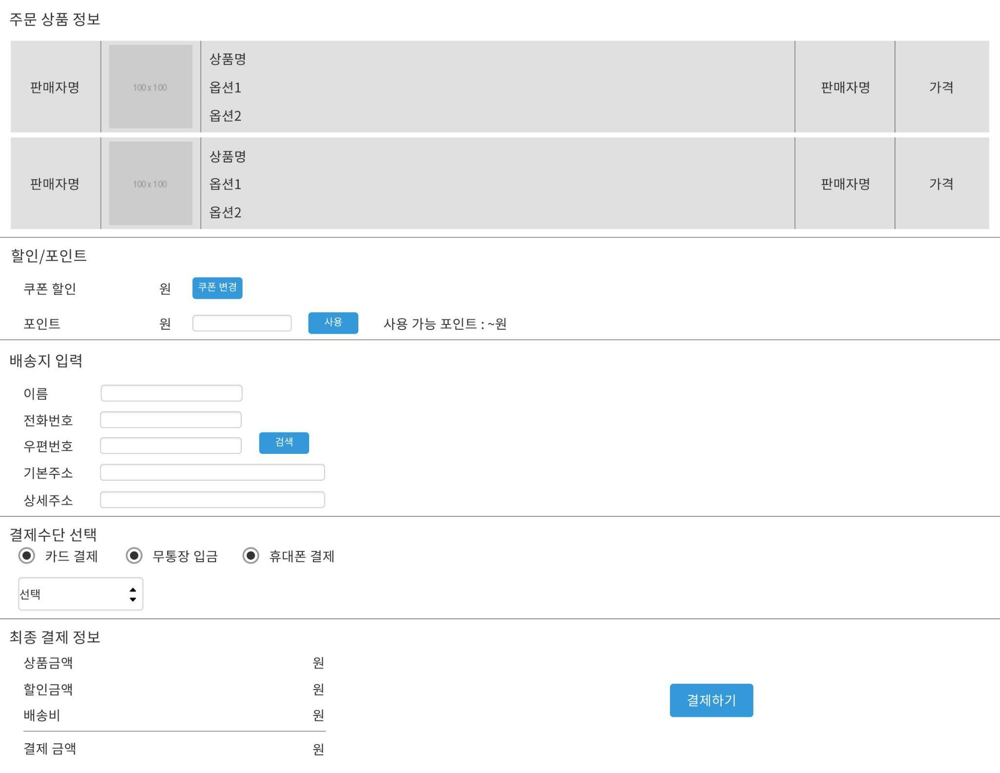 주문 상품 정보
판매자명
100 x 100
상품명
옵션1
옵션2
판매자명
가격
판매자명
100 x 100
상품명
옵션1
옵션2
판매자명
가격
할인/포인트
쿠폰 할인 원 쿠폰 변경
포인트 원 사용 사용 가능 포인트 : ~원
배송지 입력
이름
전화번호
우편번호 검색
기본주소
상세주소
결제수단 선택
카드 결제 무통장 입금 휴대폰 결제
선택
최종 결제 정보
상품금액 원
할인금액 원
배송비 원
결제하기
결제 금액 원